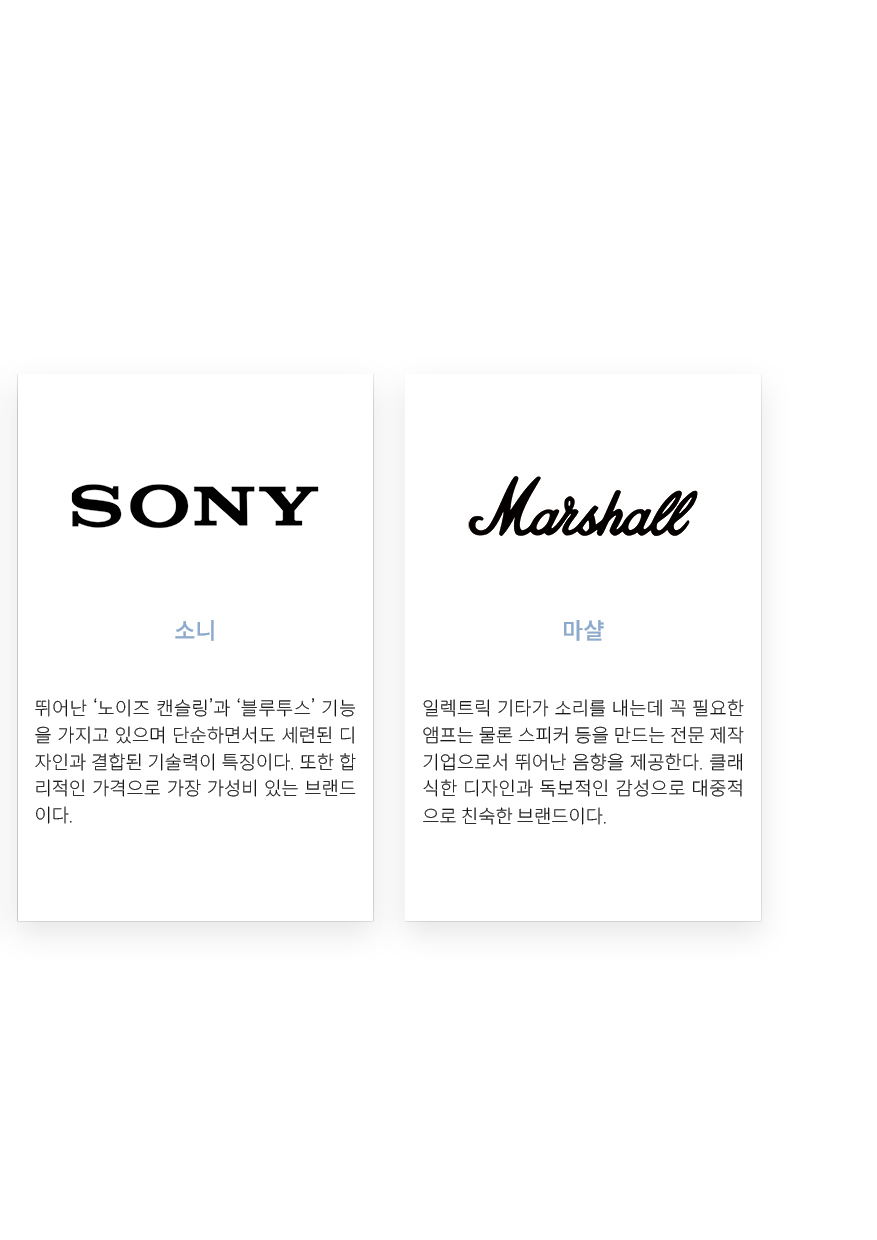 SONY
소니
뛰어난 ‘노이즈 캔슬링’과 ‘블루투스’ 기능
을 가지고 있으며 단순하면서도 세련된 디
자인과 결합된 기술력이 특징이다. 또한 합
리적인 가격으로 가장 가성비 있는 브랜드
이다.
Marshall
마샬
일렉트릭 기타가 소리를 내는데 꼭 필요한
앰프는 물론 스피커 등을 만드는 전문 제작
기업으로서 뛰어난 음향을 제공한다. 클래
식한 디자인과 독보적인 감성으로 대중적
으로 친숙한 브랜드이다.